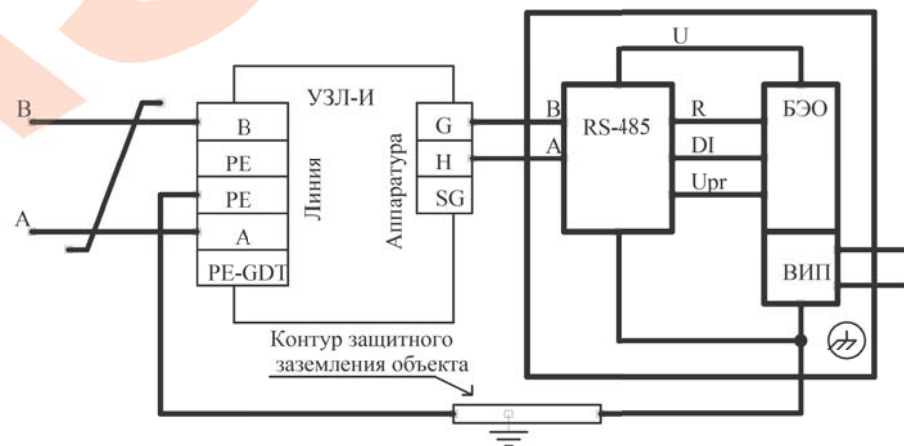 U
УЗЛ-И
B
B
G
B
RS-485
R
БЭО
PE
H
A
DI
PE
SG
Upr
A
A
PE-GDT
Линия
Аппаратура
ВИП
Контур защитного
заземления объекта